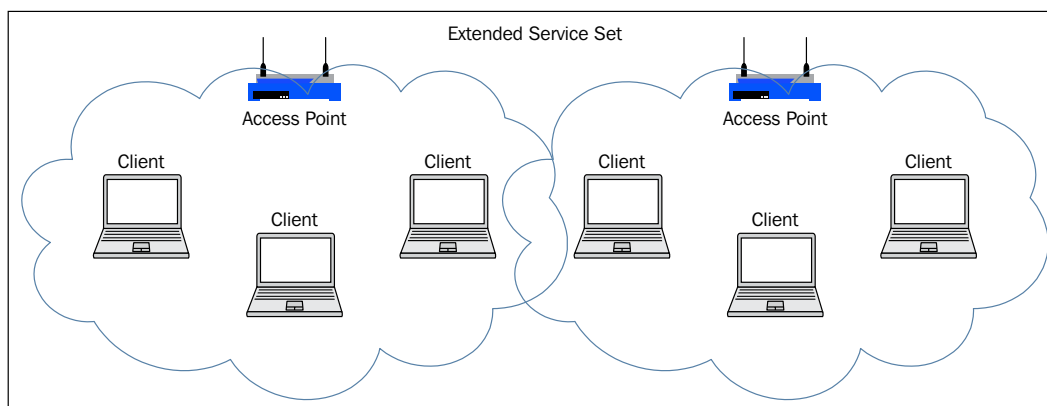 Extended Service Set
Access Point
Access Point
Client
Client
Client
Client
Client
Client